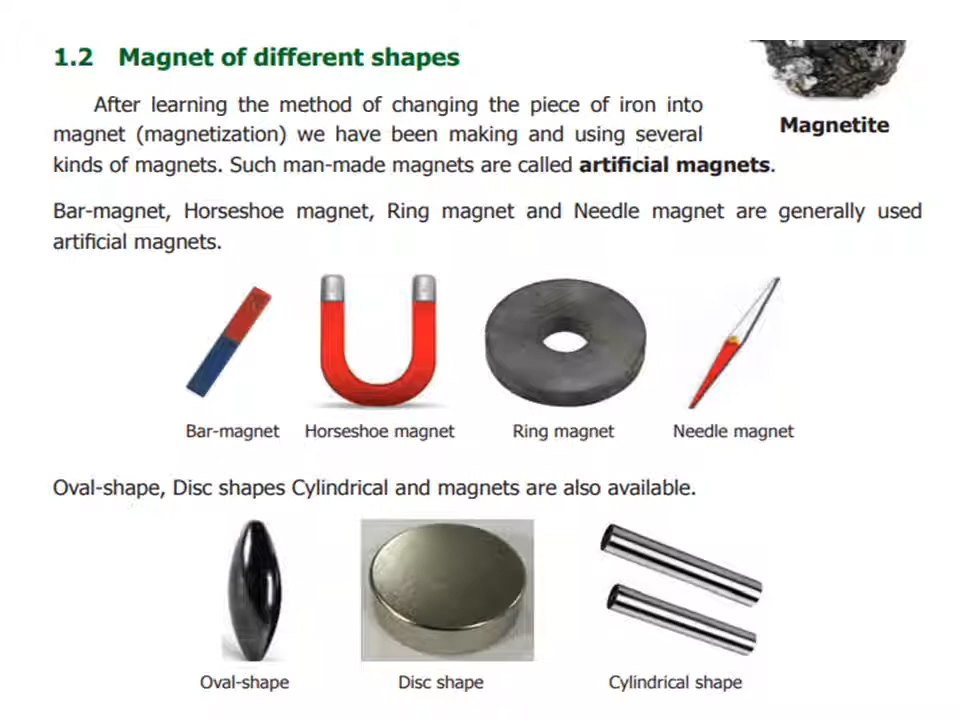 1.2 Magnet of different shapes
After learning the method of changing the piece of iron into
magnet (magnetization) we have been making and using several
kinds of magnets. Such man-made magnets are called artificial magnets.
Magnetite
Bar-magnet, Horseshoe magnet, Ring magnet and Needle magnet are generally used
artificial magnets.
Bar-magnet Horseshoe magnet Ring magnet Needle magnet
Oval-shape, Disc shapes Cylindrical and magnets are also available.
Oval-shape Disc shape Cylindrical shape